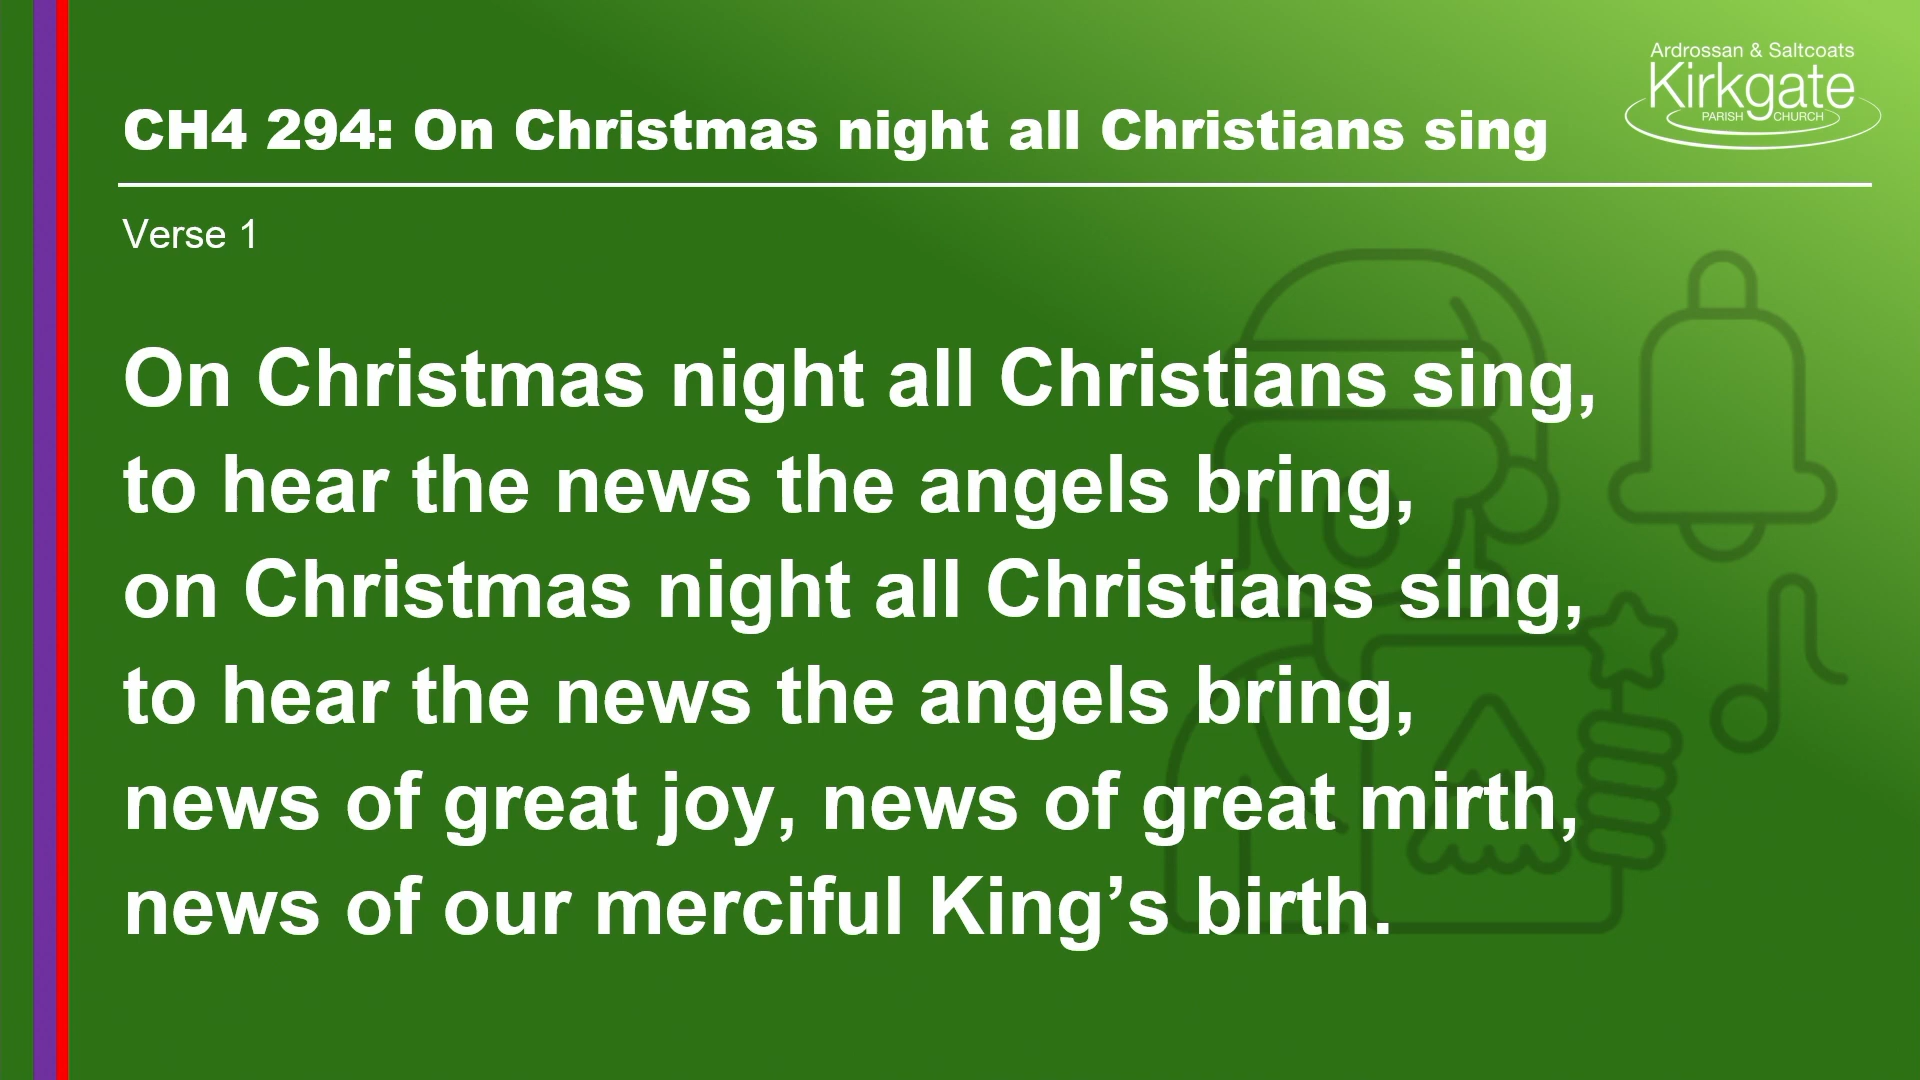 Ardrossan & Saltcoats
Kirkgate
PARISH CHURCH
CH4 294: On Christmas night all Christians sing
Verse 1
On Christmas night all Christians sing,
to hear the news the angels bring,
on Christmas night all Christians sing,
to hear the news the angels bring,
news of great joy, news of great mirth,
news of our merciful King’s birth.